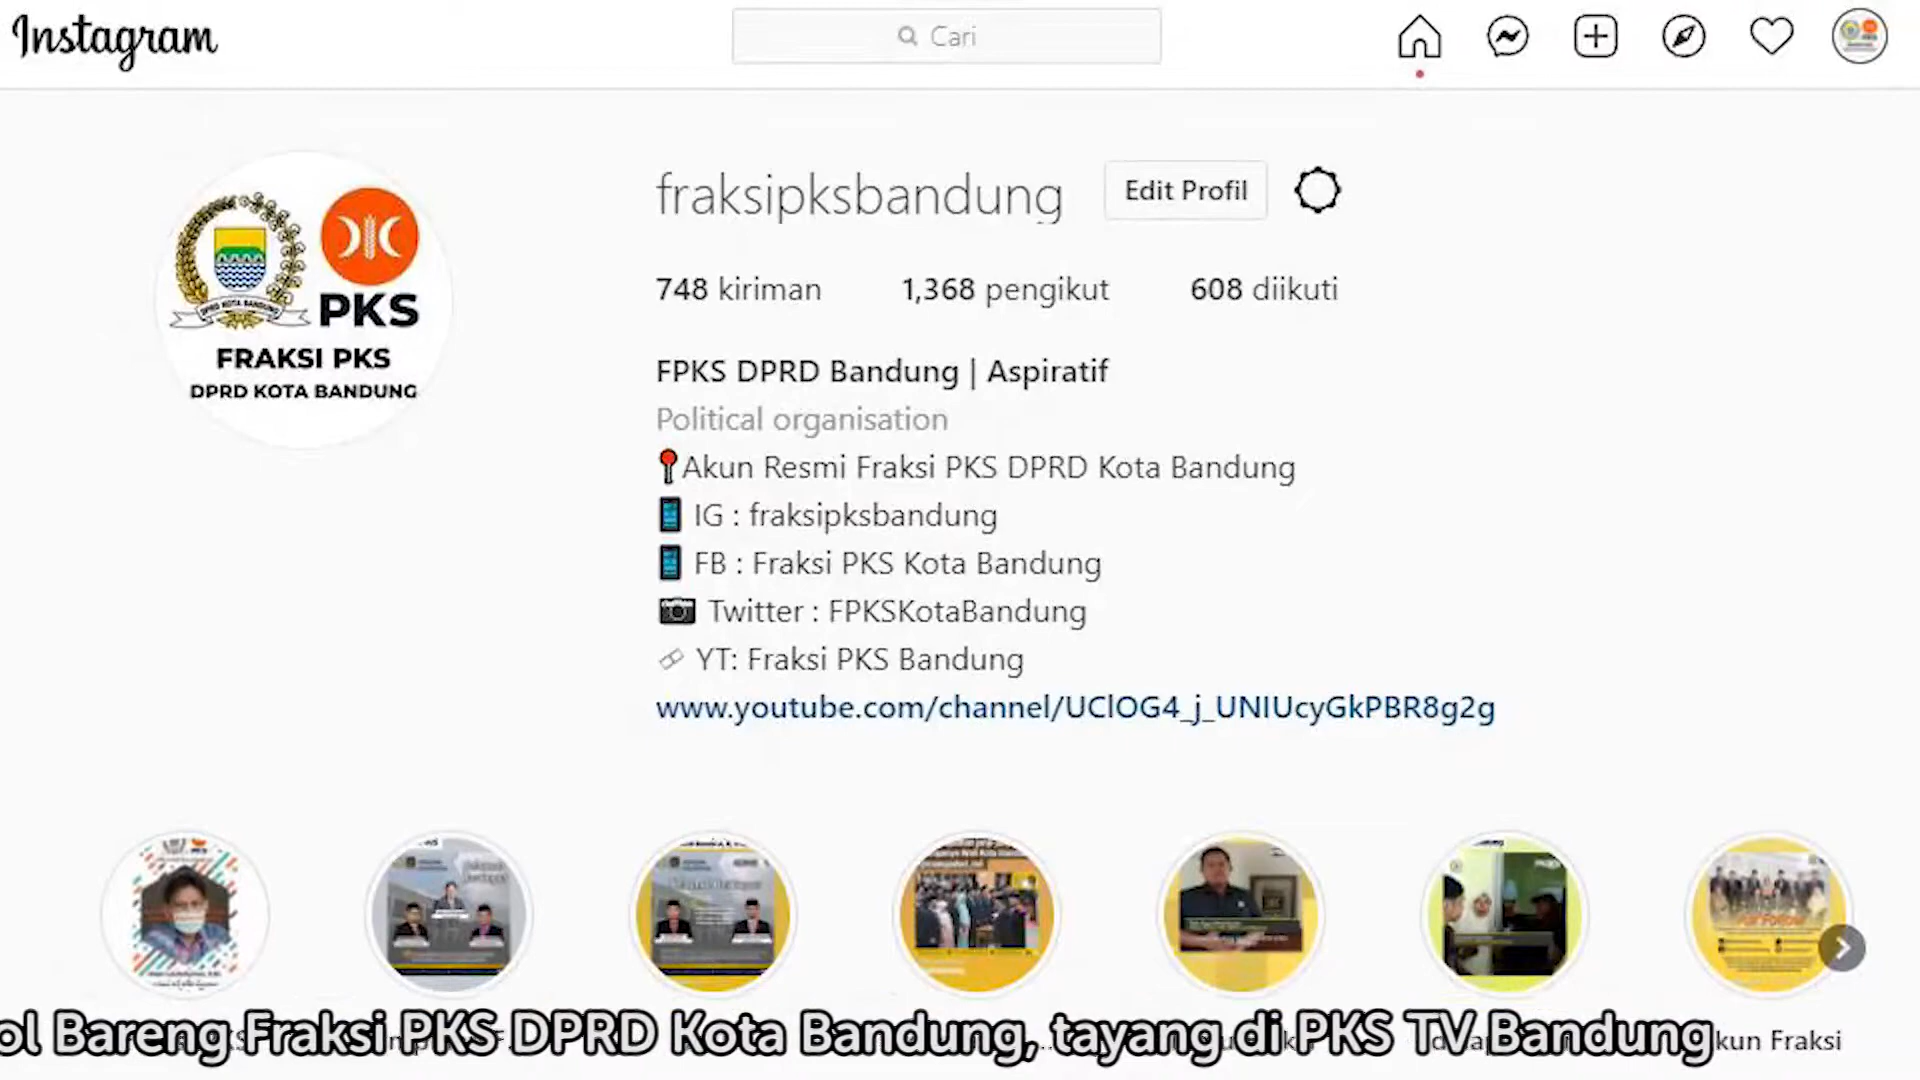 Instagram
Cari
fraksipksbandung
Edit Profil
748 kiriman
1,368 pengikut
608 diikuti
PKS
FRAKSI PKS
DPRD KOTA BANDUNG
FPKS DPRD Bandung | Aspiratif
Political organisation
Akun Resmi Fraksi PKS DPRD Kota Bandung
IG : fraksipksbandung
FB : Fraksi PKS Kota Bandung
Twitter : FPKSKotaBandung
YT: Fraksi PKS Bandung
www.youtube.com/channel/UClOG4_j_UNIUcyGkPBR8g2g
ol Bareng Fraksi PKS DPRD Kota Bandung, tayang di PKS TV Bandung
kun Fraksi